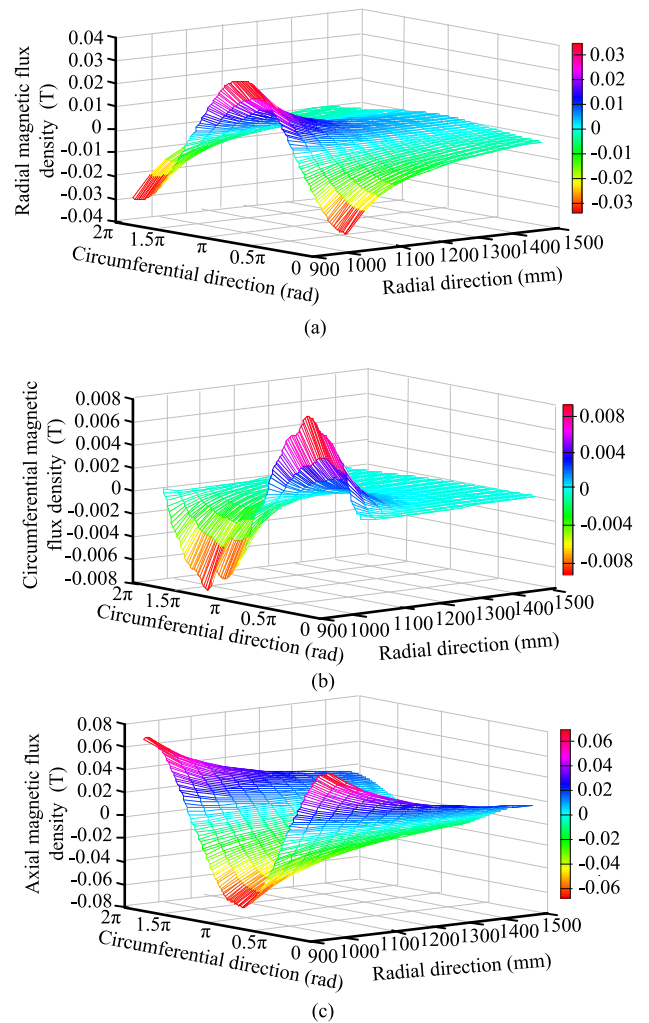 0.04
0.03
0.02
0.01
0
-0.01
-0.02
-0.03
-0.04
Radial magnetic flux
density (T)
2π
1.5π
π
0.5π
0
Circumferential direction (rad)
900
1000
1100
1200
1300
1400
1500
Radial direction (mm)
0.03
0.02
0.01
0
-0.01
-0.02
-0.03
(a)
0.008
0.006
0.004
0.002
0
-0.002
-0.004
-0.006
-0.008
Circumferential magnetic
flux density (T)
2π
1.5π
π
0.5π
0
Circumferential direction (rad)
900
1000
1100
1200
1300
1400
1500
Radial direction (mm)
0.008
0.004
0
-0.004
-0.008
(b)
0.08
0.06
0.04
0.02
0
-0.02
-0.04
-0.06
-0.08
Axial magnetic flux
density (T)
2π
1.5π
π
0.5π
0
Circumferential direction (rad)
900
1000
1100
1200
1300
1400
1500
Radial direction (mm)
0.06
0.04
0.02
0
-0.02
-0.04
-0.06
(c)